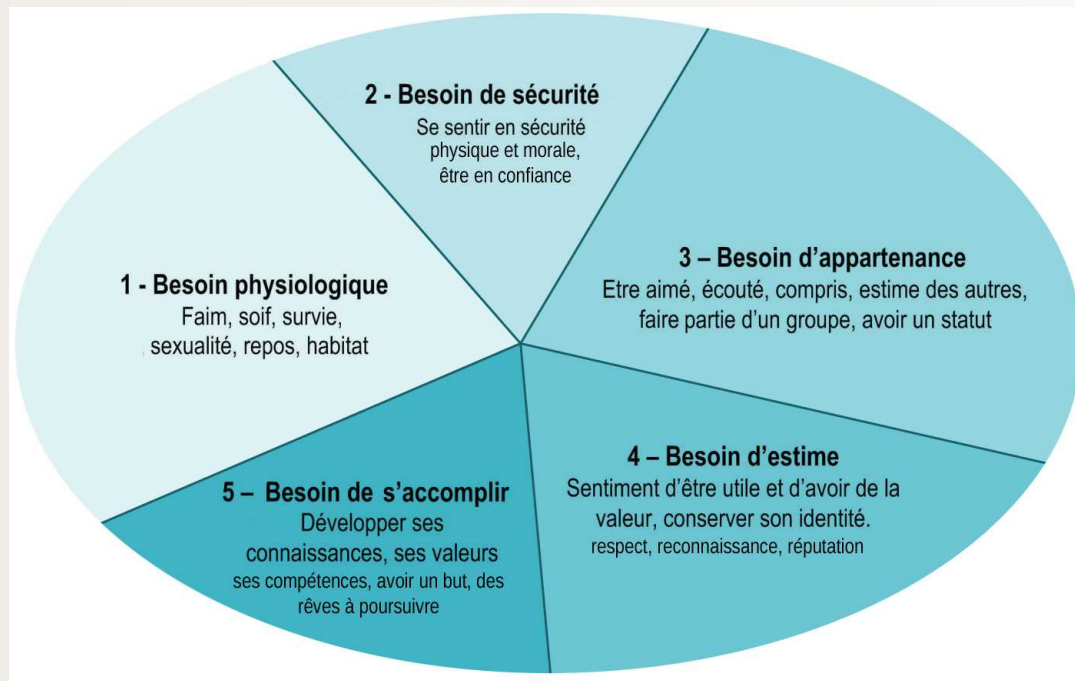 2 - Besoin de sécurité
Se sentir en sécurité
physique et morale,
être en confiance
3 – Besoin d’appartenance
Etre aimé, écouté, compris, estime des autres,
faire partie d’un groupe, avoir un statut
1 - Besoin physiologique
Faim, soif, survie,
sexualité, repos, habitat
4 – Besoin d’estime
Sentiment d’être utile et d’avoir de la
valeur, conserver son identité.
respect, reconnaissance, réputation
5 – Besoin de s’accomplir
Développer ses
connaissances, ses valeurs
ses compétences, avoir un but, des
rêves à poursuivre